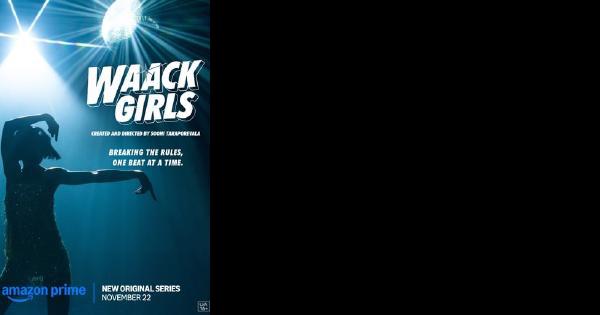 WAACK
GIRLS
CREATED AND DIRECTED BY SOONI TARAPOREVALA
BREAKING THE RULES,
ONE BEAT AT A TIME.
amazon prime
NEW ORIGINAL SERIES
NOVEMBER 22